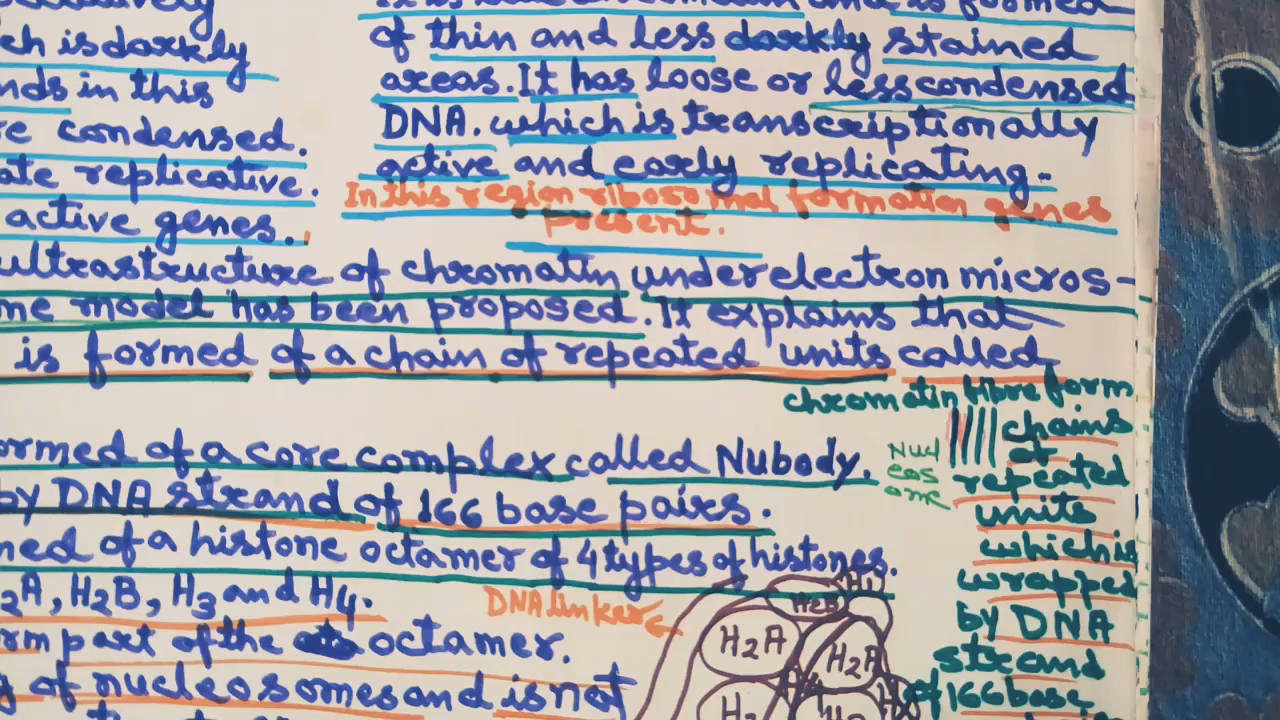 ch is darkly
nds in this
re condensed.
ate replicative.
active genes.
of thin and less darkly stained
areas. It has loose or less condensed
DNA. which is transcriptionally
active and early replicating.
In this region ribosomal formation genes
present.
ultrastructure of chromatin under electron micros-
me model has been proposed. It explains that
is formed of a chain of repeated units called
ormed of a core complex called Nubody.
by DNA strand of 166 base pairs.
ned of a histone octamer of 4 types of histones.
2A, H2B, H3 and H4.
rm part of the octamer.
g of nucleosomes and is not
chromatin fibre form
chains
of
repeated
units
which is
wrapped
by DNA
strand
of 166 base
Nucl
eos
ome
DNA linker
H1
H2B
H2A
H2A